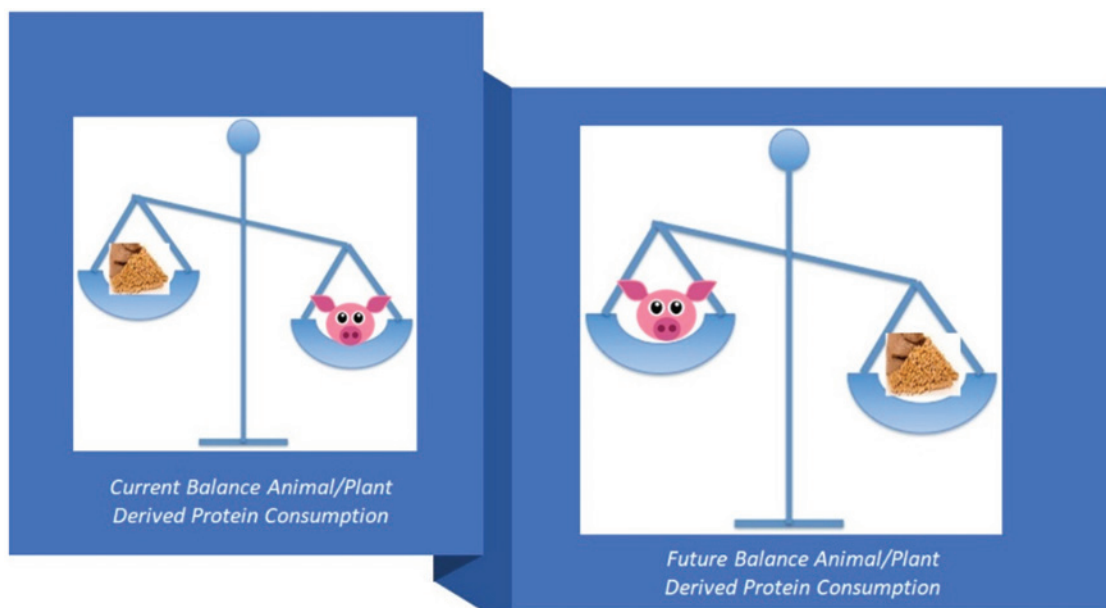 Current Balance Animal/Plant
Derived Protein Consumption
Future Balance Animal/Plant
Derived Protein Consumption